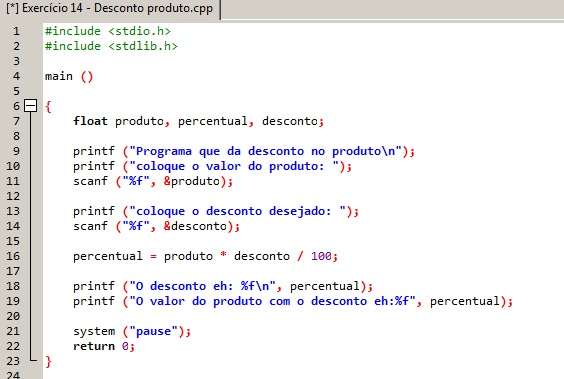 [*] Exercício 14 - Desconto produto.cpp
1 #include <stdio.h>
2 #include <stdlib.h>
3
4 main ()
5
6 {
7 float produto, percentual, desconto;
8
9 printf ("Programa que da desconto no produto\n");
10 printf ("coloque o valor do produto: ");
11 scanf ("%f", &produto);
12
13 printf ("coloque o desconto desejado: ");
14 scanf ("%f", &desconto);
15
16 percentual = produto * desconto / 100;
17
18 printf ("O desconto eh: %f\n", percentual);
19 printf ("O valor do produto com o desconto eh:%f", percentual);
20
21 system ("pause");
22 return 0;
23 }
24